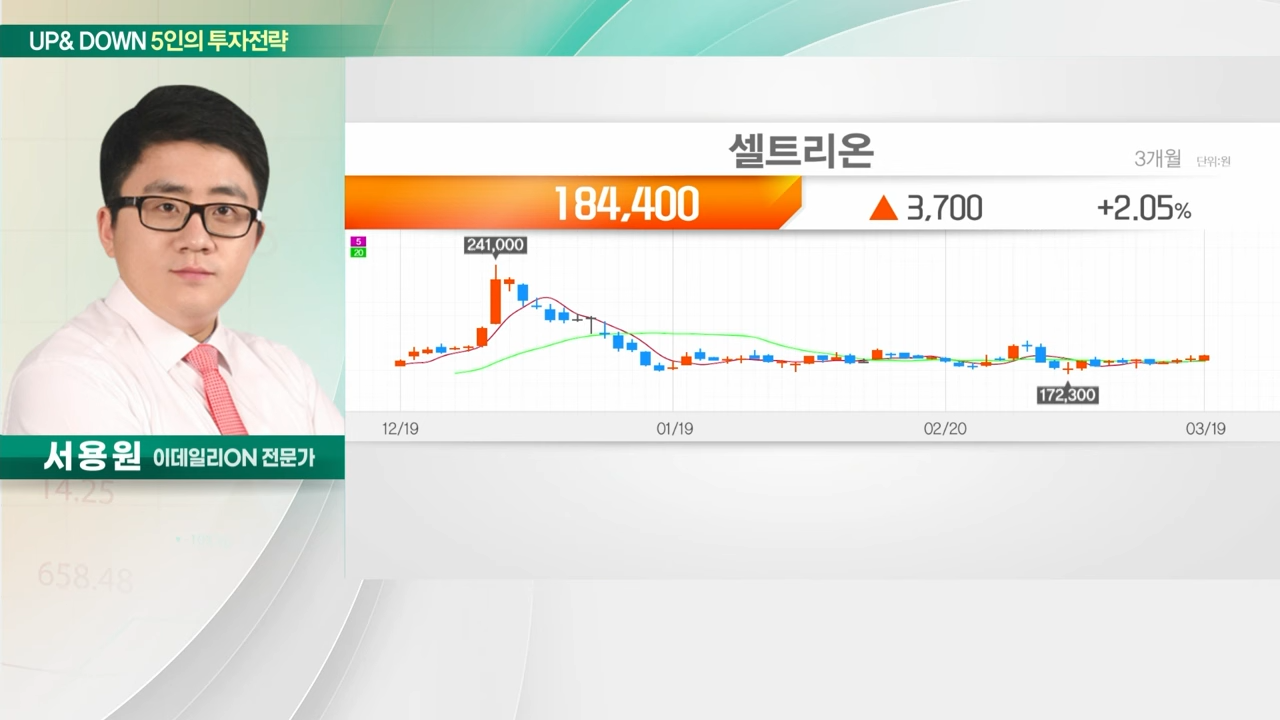 UP& DOWN 5인의 투자전략
셀트리온
3개월 단위:원
184,400 ▲ 3,700 +2.05%
5
20
241,000
172,300
12/19 01/19 02/20 03/19
서용원 이데일리ON 전문가
14.25
658.48